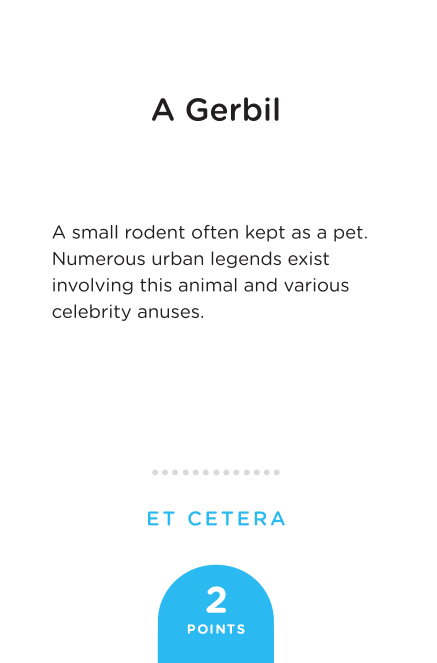 A Gerbil
A small rodent often kept as a pet.
Numerous urban legends exist
involving this animal and various
celebrity anuses.
ET CETERA
2
POINTS